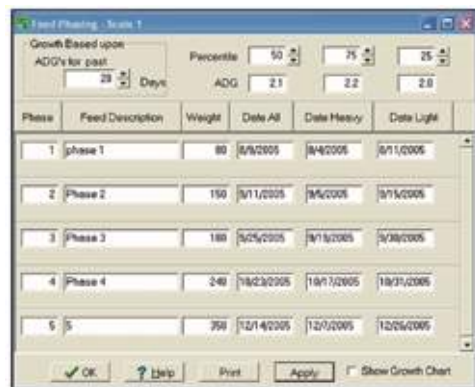 Feed Phasing - Scale 1
Growth Based upon
ADG's for past
28 Days
Percentile 50 75 25
ADG 2.1 2.2 2.0
Phase Feed Description Weight Date All Date Heavy Date Light
1 phase 1 80 8/8/2005 8/4/2005 8/11/2005
2 Phase 2 150 9/11/2005 9/5/2005 9/15/2005
3 Phase 3 180 9/25/2005 9/19/2005 9/30/2005
4 Phase 4 240 10/23/2005 10/17/2005 10/31/2005
5 5 350 12/14/2005 12/7/2005 12/26/2005
OK Help Print Apply Show Growth Chart